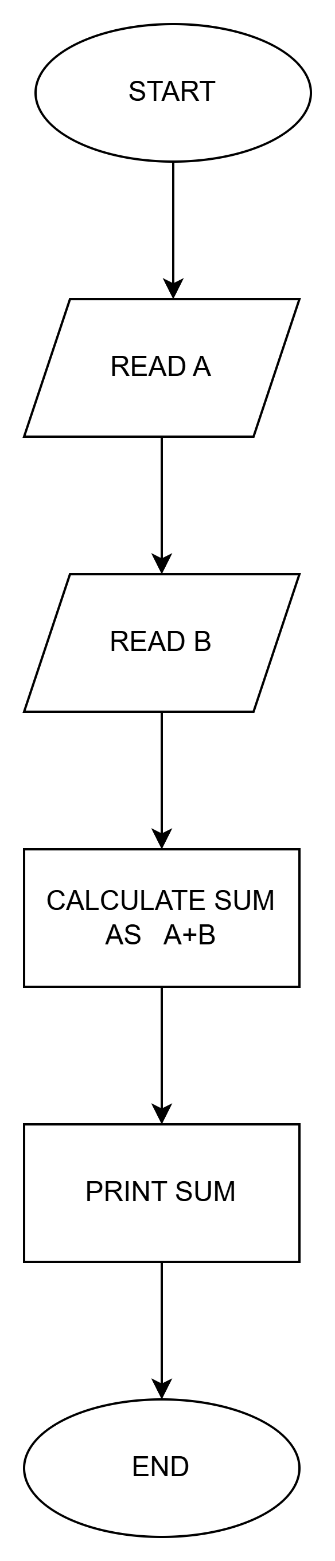 START
READ A
READ B
CALCULATE SUM
AS   A+B
PRINT SUM
END